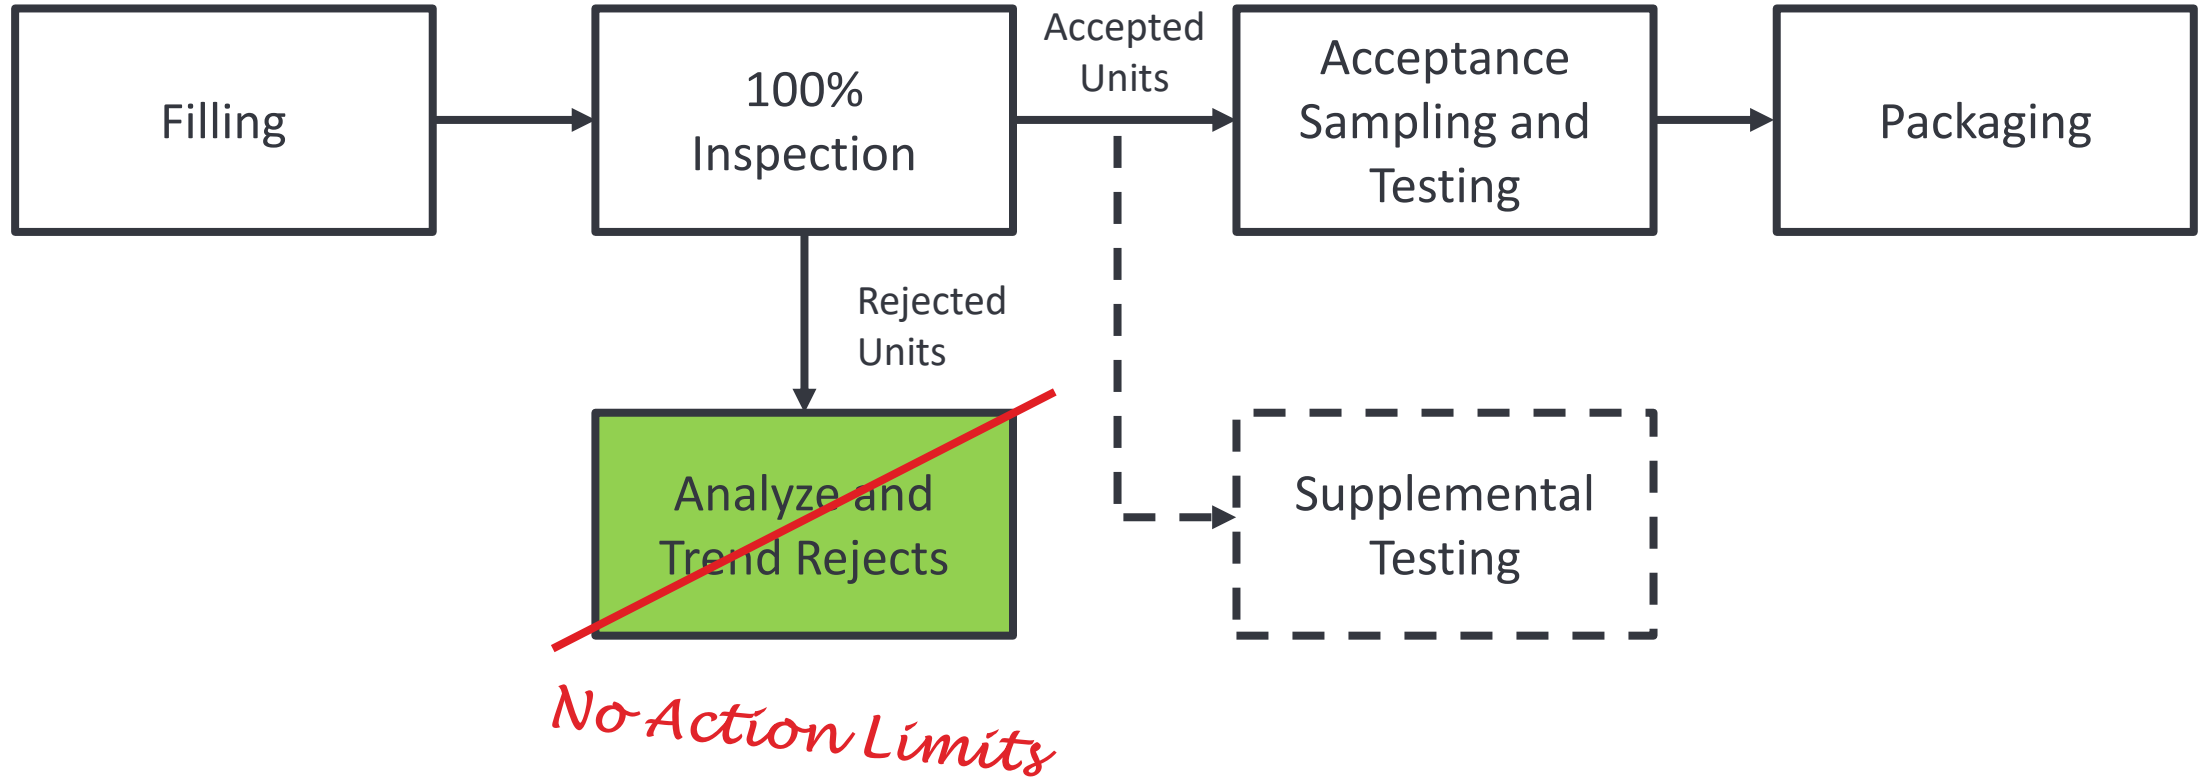 Filling
100%
Inspection
Accepted
Units
Acceptance
Sampling and
Testing
Packaging
Rejected
Units
Analyze and
Trend Rejects
Supplemental
Testing
No Action Limits